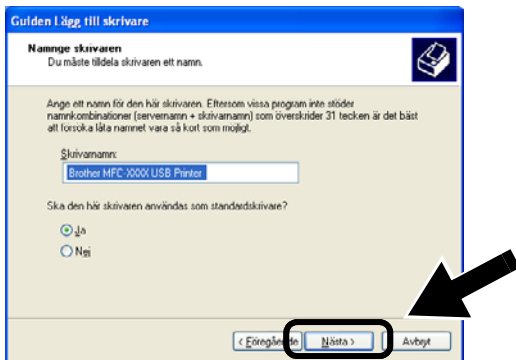 Guiden Lägg till skrivare
Namnge skrivaren
Du måste tilldela skrivaren ett namn.
Ange ett namn för den här skrivaren. Eftersom vissa program inte stöder
namnkombinationer (servernamn + skrivarnamn) som överskrider 31 tecken är det bäst
att försöka låta namnet vara så kort som möjligt.
Skrivarnamn:
Brother MFC-XXXX USB Printer
Ska den här skrivaren användas som standardskrivare?
Ja
Nej
< Föregående Nästa > Avbryt